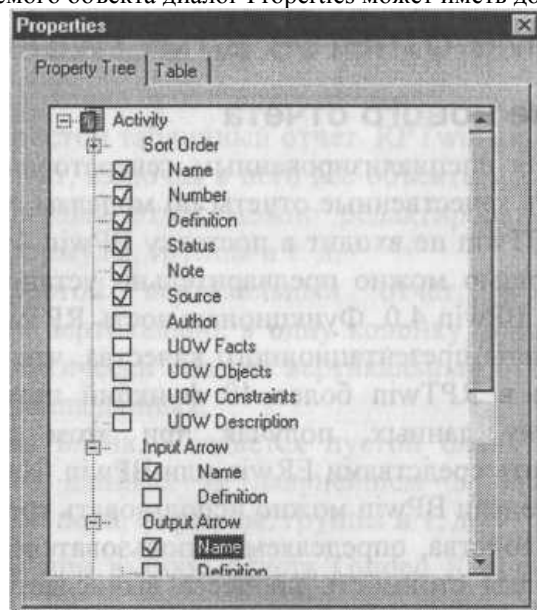 емого объекта диалог Properties может иметь до
Properties
Property Tree Table
Activity
Sort Order
Name
Number
Definition
Status
Note
Source
Author
UOW Facts
UOW Objects
UOW Constraints
UOW Description
Input Arrow
Name
Definition
Output Arrow
Name
Definition